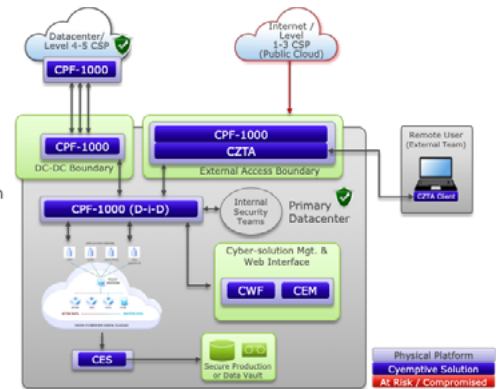 Datacenter/
Level 4-5 CSP
CPF-1000
Internet /
Level
1-3 CSP
(Public Cloud)
CPF-1000
DC-DC Boundary
CPF-1000
CZTA
External Access Boundary
Remote User
(External Team)
CZTA Client
n
CPF-1000 (D-i-D)
Internal
Security
Teams
Primary
Datacenter
Cyber-solution Mgt. &
Web Interface
CWF
CEM
CES
Secure Production
or Data Vault
Physical Platform
Cyemptive Solution
At Risk / Compromised